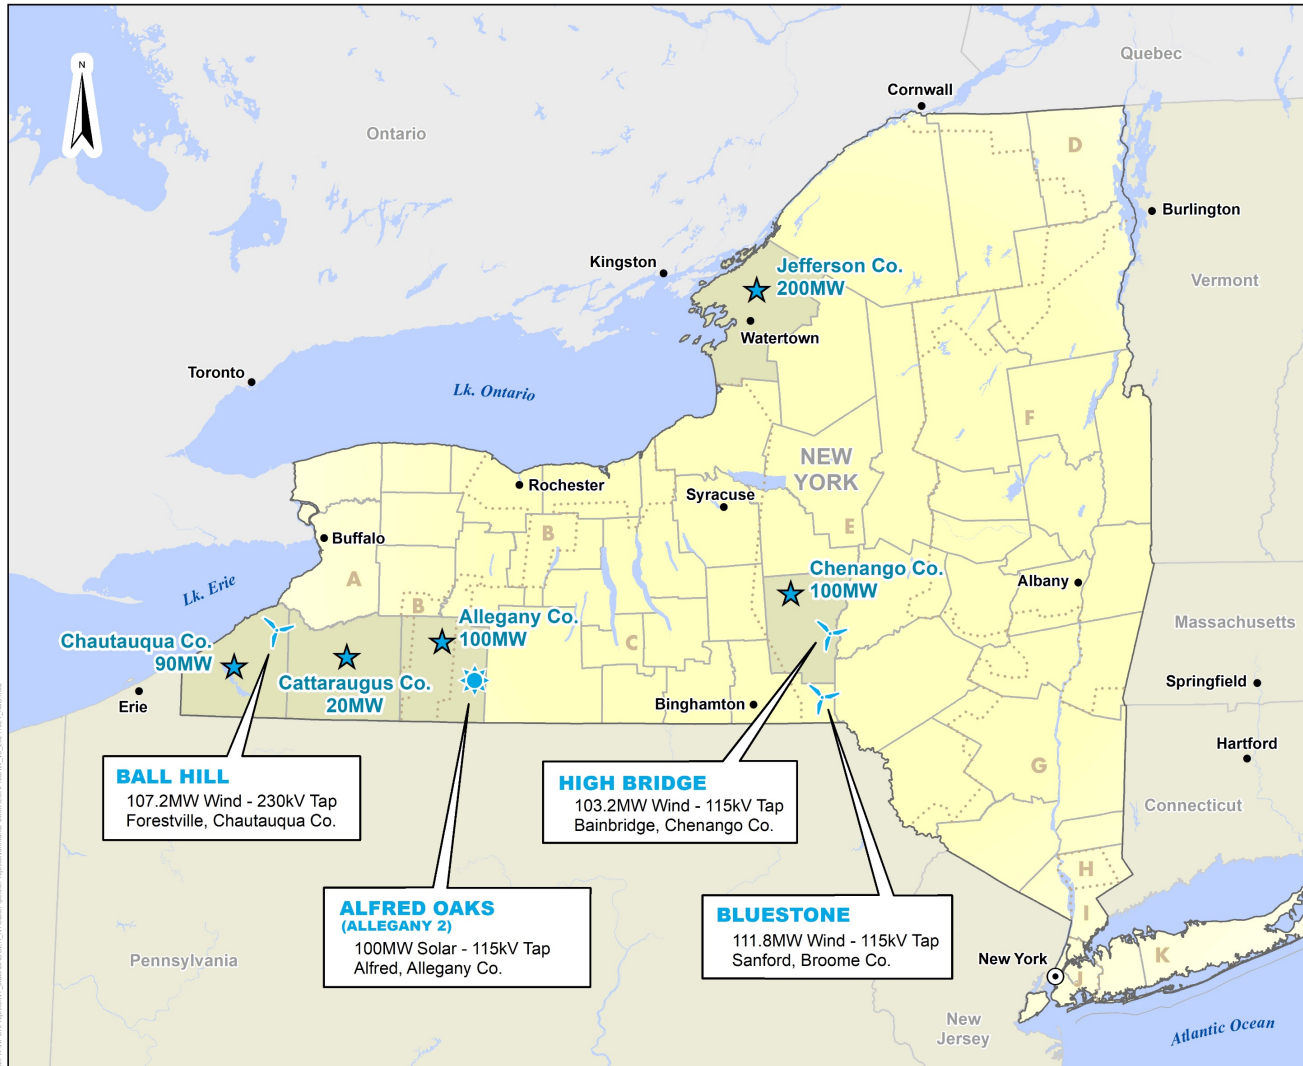 N
Quebec
Cornwall
Ontario
D
Burlington
Kingston
Jefferson Co.
200MW
Vermont
Watertown
Toronto
Lk. Ontario
F
NEW
YORK
Rochester
Syracuse
Buffalo
B
E
Lk. Erie
A
Chenango Co.
100MW
Albany
B
Allegany Co.
100MW
Massachusetts
Chautauqua Co.
90MW
C
Cattaraugus Co.
20MW
Springfield
Erie
Binghamton
Hartford
G
BALL HILL
107.2MW Wind - 230kV Tap
Forestville, Chautauqua Co.
HIGH BRIDGE
103.2MW Wind - 115kV Tap
Bainbridge, Chenango Co.
Connecticut
H
ALFRED OAKS
(ALLEGANY 2)
100MW Solar - 115kV Tap
Alfred, Allegany Co.
BLUESTONE
111.8MW Wind - 115kV Tap
Sanford, Broome Co.
I
Pennsylvania
New York
J
K
New
Jersey
Atlantic Ocean